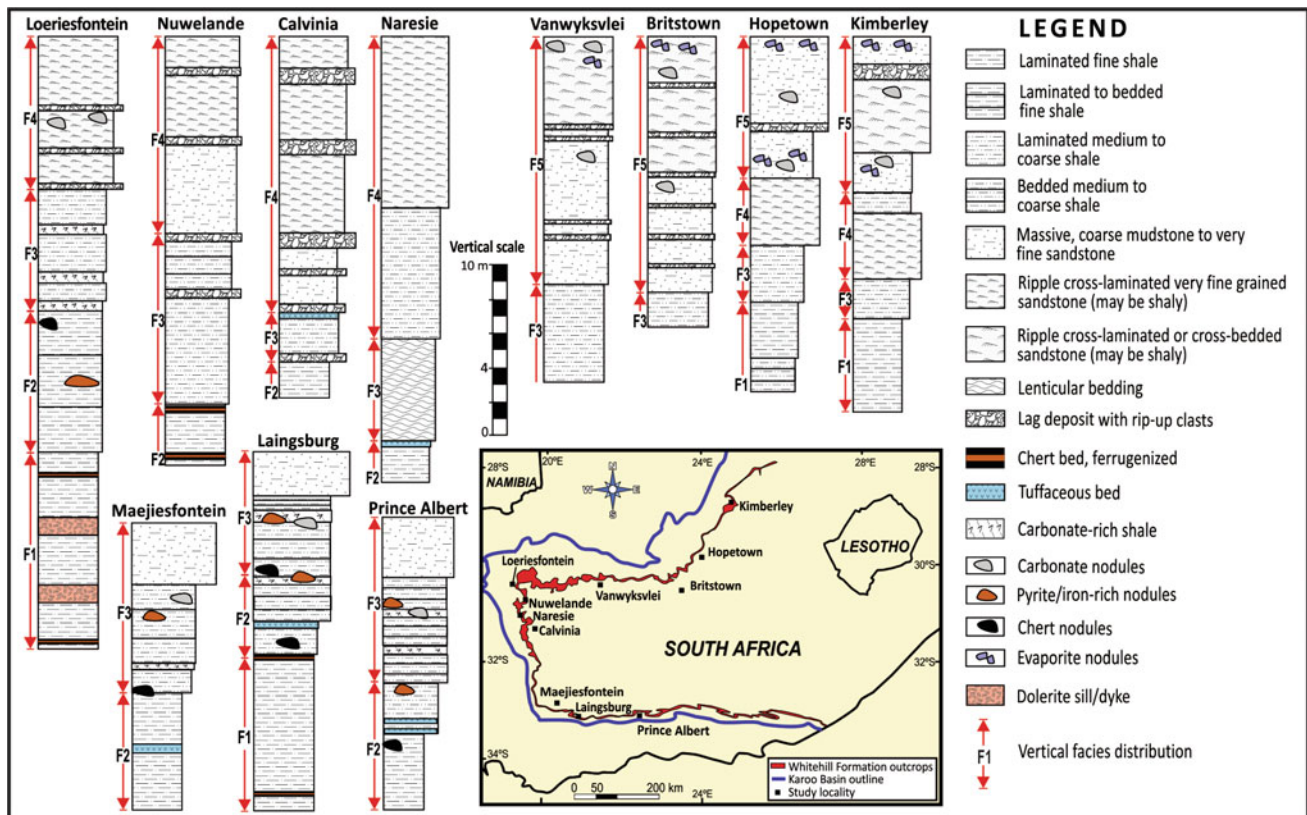 Loeriesfontein
Nuwelande
Calvinia
Naresie
Vanwyksvlei
Britstown
Hopetown
Kimberley
F4
F3
F2
F1
F4
F3
F2
F4
F3
F2
F4
F3
F2
F5
F3
F5
F3
F5
F4
F3
F1
F5
F4
F3
F1
Vertical scale
10 m
4
0
Maejiesfontein
Laingsburg
Prince Albert
F3
F2
F3
F2
F1
F3
F2
LEGEND
Laminated fine shale
Laminated to bedded
fine shale
Laminated medium to
coarse shale
Bedded medium to
coarse shale
Massive, coarse mudstone to very
fine sandstone
Ripple cross-laminated very fine grained
sandstone (may be shaly)
Ripple cross-laminated or cross-bedded
sandstone (may be shaly)
Lenticular bedding
Lag deposit with rip-up clasts
Chert bed, ferrugenized
Tuffaceous bed
Carbonate-rich shale
Carbonate nodules
Pyrite/iron-rich nodules
Chert nodules
Evaporite nodules
Dolerite sill/dyke
F1
Vertical facies distribution
28°S
20°E
24°E
28°E
28°S
NAMIBIA
N
W
E
S
Kimberley
Hopetown
LESOTHO
Loeriesfontein
30°S
Vanwyksvlei
Britstown
Nuwelande
Naresie
Calvinia
SOUTH AFRICA
32°S
32°S
Maejiesfontein
Laingsburg
Prince Albert
34°S
Whitehill Formation outcrops
Karoo Basin outline
Study locality
0 50 200 km
24°E